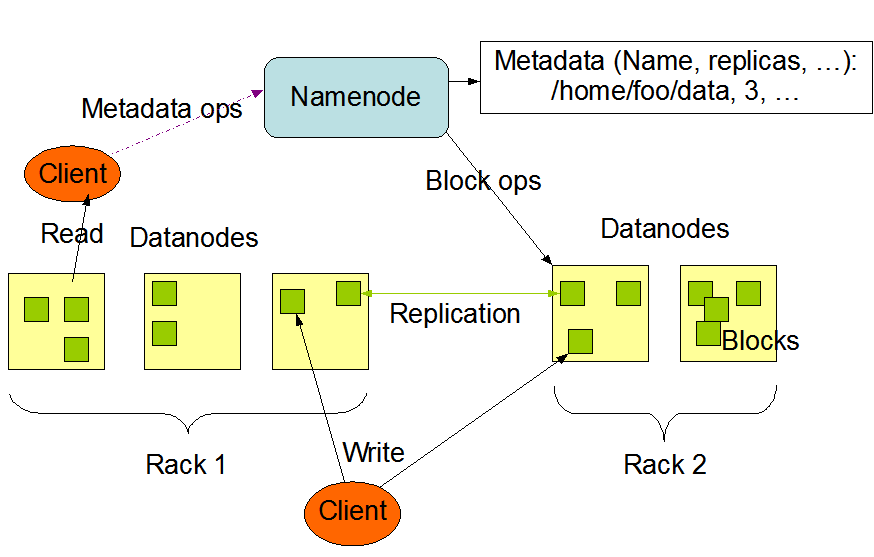 Metadata (Name, replicas, …):
/home/foo/data, 3, …
Namenode
Metadata ops
Client
Block ops
Read
Datanodes
Datanodes
Replication
Blocks
Rack 1
Write
Rack 2
Client